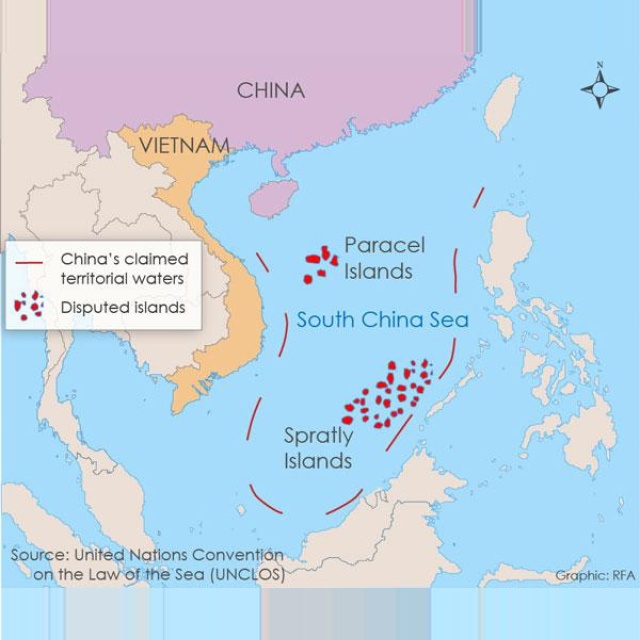 N
CHINA
VIETNAM
China's claimed
territorial waters
Disputed islands
Paracel
Islands
South China Sea
Spratly
Islands
Source: United Nations Convention
on the Law of the Sea (UNCLOS)
Graphic: RFA